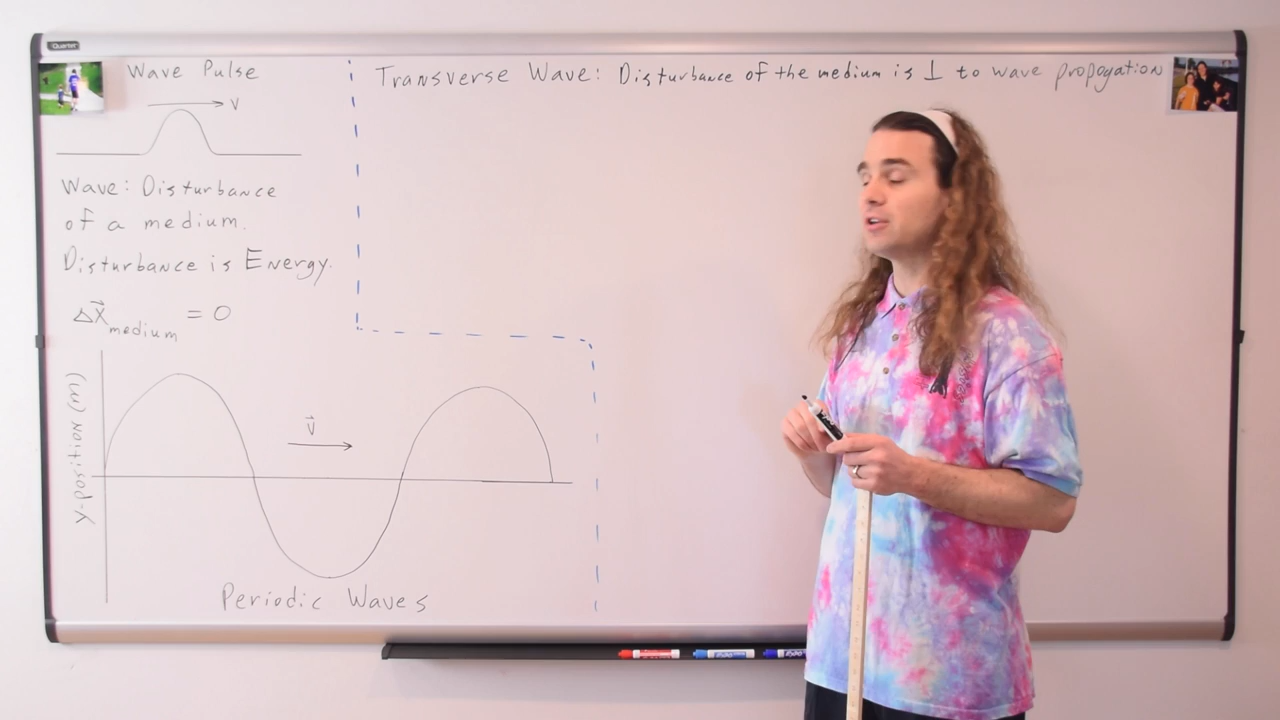 Quartet
Wave Pulse
V
Wave: Disturbance
of a medium.
Disturbance is Energy.
Δx⃗medium = 0
y-position (m)
v⃗
Periodic Waves
Transverse Wave: Disturbance of the medium is ⊥ to wave propogation